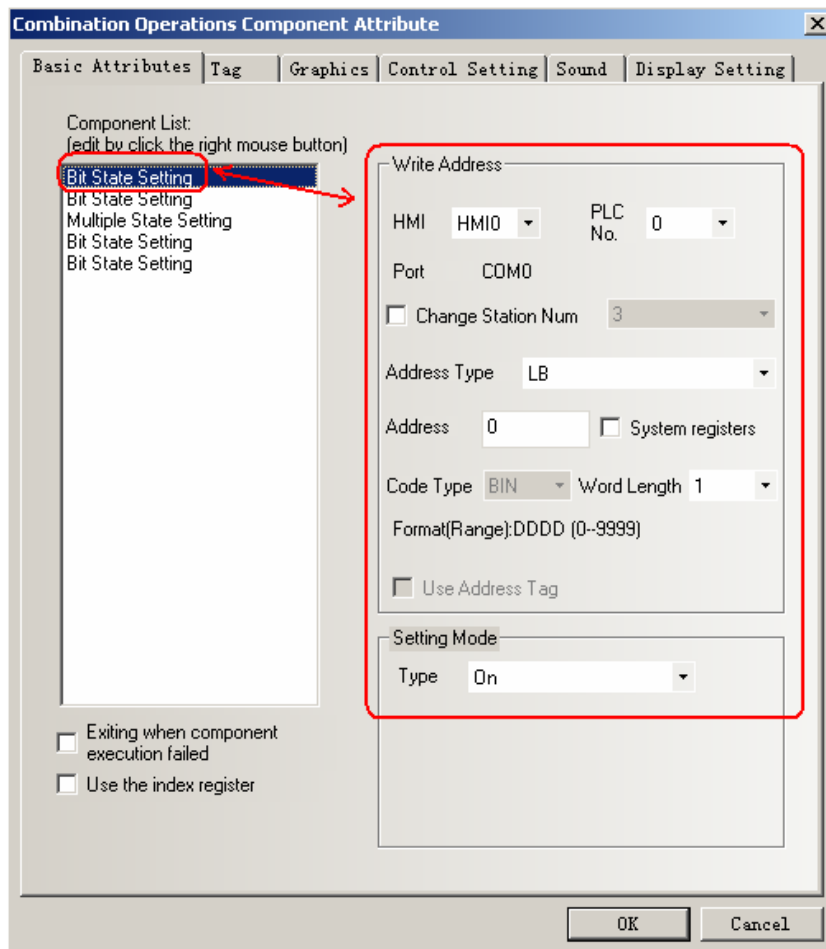 Combination Operations Component Attribute
Basic Attributes Tag Graphics Control Setting Sound Display Setting
Component List:
(edit by click the right mouse button)
Bit State Setting
Bit State Setting
Multiple State Setting
Bit State Setting
Bit State Setting
Exiting when component
execution failed
Use the index register
Write Address
HMI HMI0 PLC No. 0
Port COM0
Change Station Num 3
Address Type LB
Address 0 System registers
Code Type BIN Word Length 1
Format(Range):DDDD (0--9999)
Use Address Tag
Setting Mode
Type On
OK Cancel